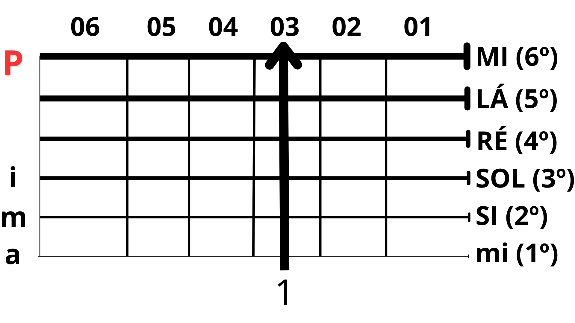 06 05 04 03 02 01
P MI (6º)
LÁ (5º)
RÉ (4º)
i SOL (3º)
m SI (2º)
a mi (1º)
1